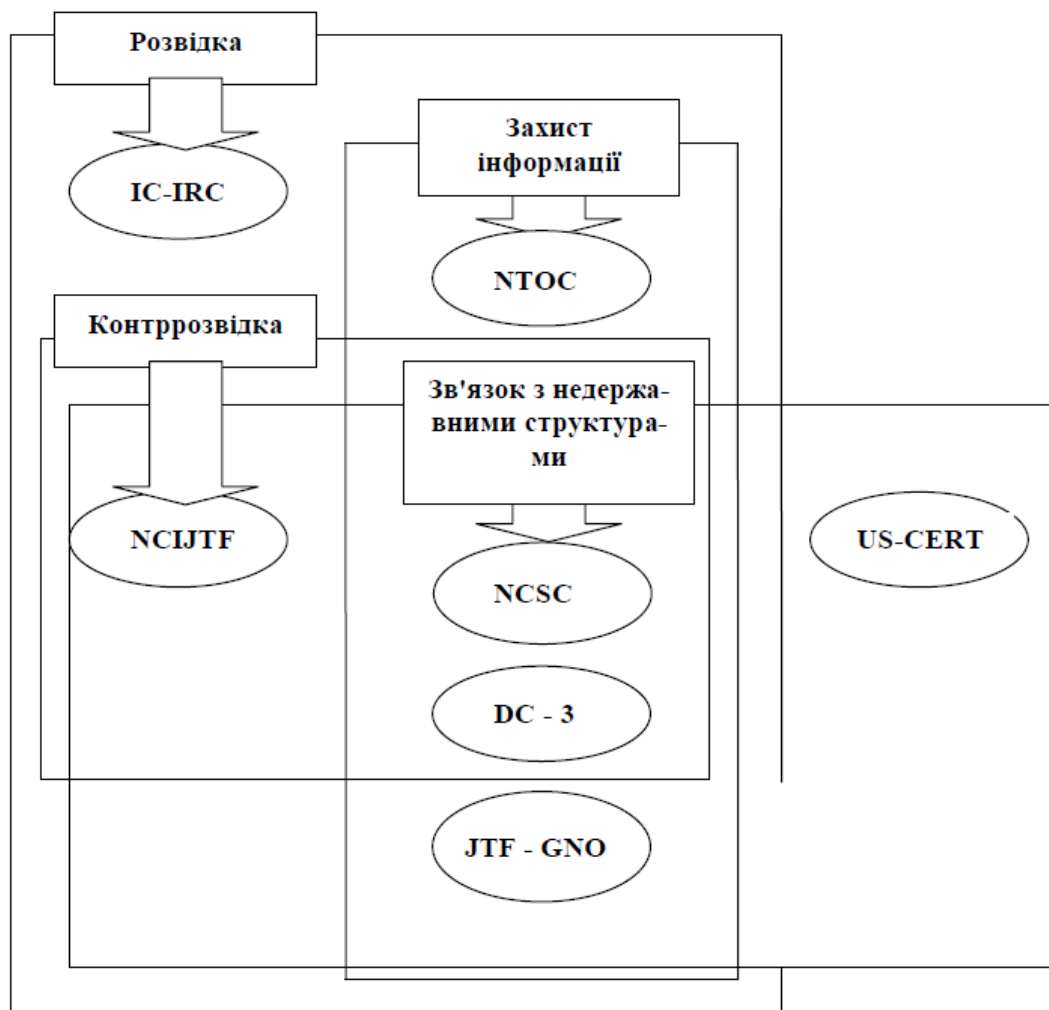 Розвідка
Захист
інформації
IC-IRC
NTOC
Контррозвідка
Зв'язок з недержа-
вними структура-
ми
NCIJTF
US-CERT
NCSC
DC - 3
JTF - GNO